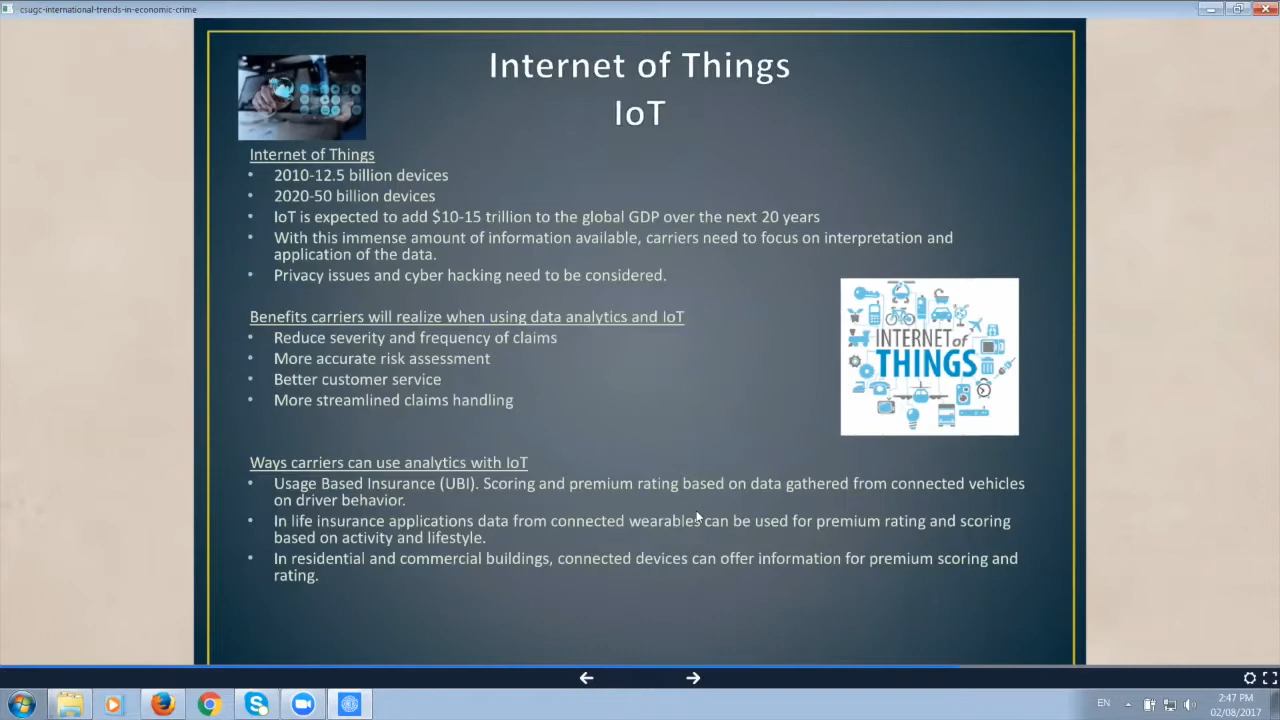 csugc-international-trends-in-economic-crime
Internet of Things
IoT
Internet of Things
• 2010-12.5 billion devices
• 2020-50 billion devices
• IoT is expected to add $10-15 trillion to the global GDP over the next 20 years
• With this immense amount of information available, carriers need to focus on interpretation and
application of the data.
• Privacy issues and cyber hacking need to be considered.
Benefits carriers will realize when using data analytics and IoT
• Reduce severity and frequency of claims
• More accurate risk assessment
• Better customer service
• More streamlined claims handling
INTERNET of
THINGS
Ways carriers can use analytics with IoT
• Usage Based Insurance (UBI). Scoring and premium rating based on data gathered from connected vehicles
on driver behavior.
• In life insurance applications data from connected wearables can be used for premium rating and scoring
based on activity and lifestyle.
• In residential and commercial buildings, connected devices can offer information for premium scoring and
rating.
EN
2:47 PM
02/08/2017